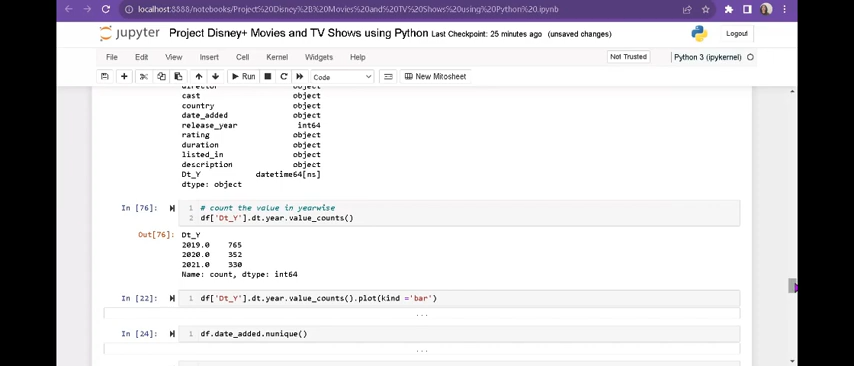 localhost:8888/notebooks/Project%20Disney%2B%20Movies%20and%20TV%20Shows%20using%20Python%20.ipynb
jupyter Project Disney+ Movies and TV Shows using Python Last Checkpoint: 25 minutes ago (unsaved changes)
Logout
File Edit View Insert Cell Kernel Widgets Help
Not Trusted
Python 3 (ipykernel)
Run
Code
New Mitosheet
director object
cast object
country object
date_added object
release_year int64
rating object
duration object
listed_in object
description object
Dt_Y datetime64[ns]
dtype: object
In [76]: 1 # count the value in yearwise
2 df['Dt_Y'].dt.year.value_counts()
Out[76]: Dt_Y
2019.0 765
2020.0 352
2021.0 330
Name: count, dtype: int64
In [22]: 1 df['Dt_Y'].dt.year.value_counts().plot(kind ='bar')
...
In [24]: 1 df.date_added.nunique()
...